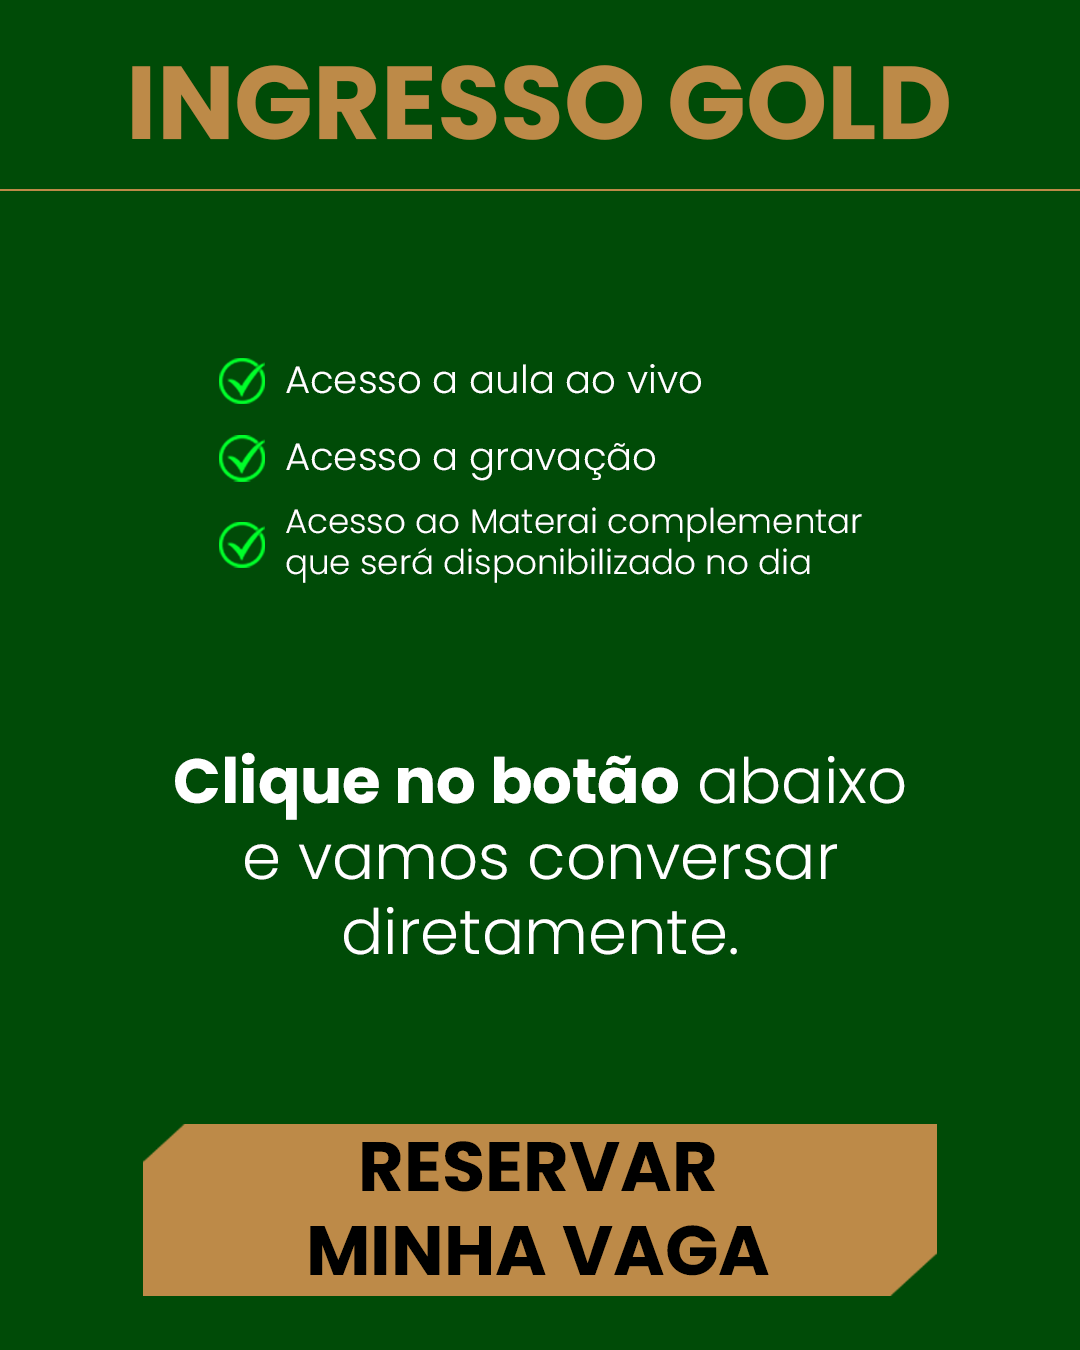 INGRESSO GOLD
Acesso a aula ao vivo
Acesso a gravação
Acesso ao Materai complementar
que será disponibilizado no dia
Clique no botão abaixo
e vamos conversar
diretamente.
RESERVAR
MINHA VAGA